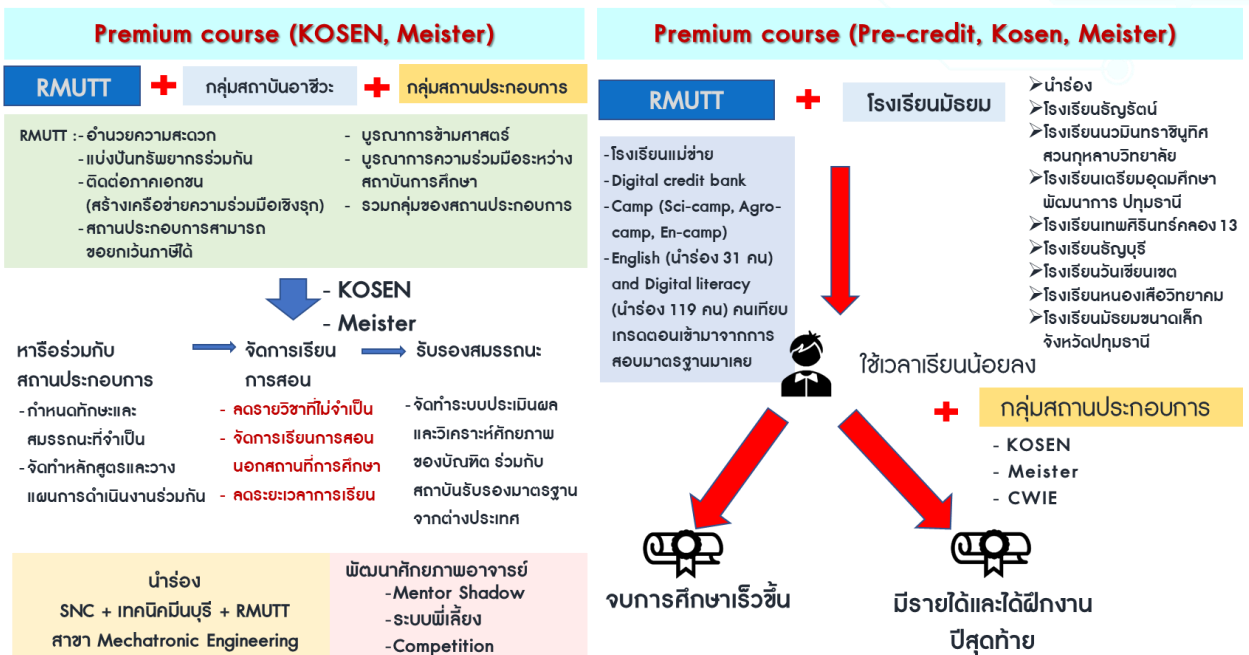 Premium course (KOSEN, Meister)
RMUTT + กลุ่มสถาบันอาชีวะ + กลุ่มสถานประกอบการ
RMUTT :- อำนวยความสะดวก
- แบ่งปันทรัพยากรร่วมกัน
- ติดต่อภาคเอกชน
(สร้างเครือข่ายความร่วมมือเชิงรุก)
- สถานประกอบการสามารถ
ขอยกเว้นภาษีได้
- บูรณาการข้ามศาสตร์
- บูรณาการความร่วมมือระหว่าง
สถาบันการศึกษา
- รวมกลุ่มของสถานประกอบการ
- KOSEN
- Meister
หารือร่วมกับ
สถานประกอบการ
- กำหนดทักษะและ
สมรรถนะที่จำเป็น
- จัดทำหลักสูตรและวาง
แผนการดำเนินงานร่วมกัน
จัดการเรียน
การสอน
- ลดรายวิชาที่ไม่จำเป็น
- จัดการเรียนการสอน
นอกสถานที่การศึกษา
- ลดระยะเวลาการเรียน
รับรองสมรรถนะ
- จัดทำระบบประเมินผล
และวิเคราะห์ศักยภาพ
ของบัณฑิต ร่วมกับ
สถาบันรับรองมาตรฐาน
จากต่างประเทศ
นำร่อง
SNC + เทคนิคมีนบุรี + RMUTT
สาขา Mechatronic Engineering
พัฒนาศักยภาพอาจารย์
-Mentor Shadow
-ระบบพี่เลี้ยง
-Competition
Premium course (Pre-credit, Kosen, Meister)
RMUTT + โรงเรียนมัธยม
-โรงเรียนแม่ข่าย
-Digital credit bank
-Camp (Sci-camp, Agro-
camp, En-camp)
-English (นำร่อง 31 คน)
and Digital literacy
(นำร่อง 119 คน) คนเทียบ
เกรดตอนเข้ามาจากการ
สอบมาตรฐานมาเลย
➢นำร่อง
➢โรงเรียนธัญรัตน์
➢โรงเรียนนวมินทราชินูทิศ
สวนกุหลาบวิทยาลัย
➢โรงเรียนเตรียมอุดมศึกษา
พัฒนาการ ปทุมธานี
➢โรงเรียนเทพศิรินทร์คลอง 13
➢โรงเรียนธัญบุรี
➢โรงเรียนวันเขียนเขต
➢โรงเรียนหนองเสือวิทยาคม
➢โรงเรียนมัธยมขนาดเล็ก
จังหวัดปทุมธานี
ใช้เวลาเรียนน้อยลง
+ กลุ่มสถานประกอบการ
- KOSEN
- Meister
- CWIE
จบการศึกษาเร็วขึ้น
มีรายได้และได้ฝึกงาน
ปีสุดท้าย